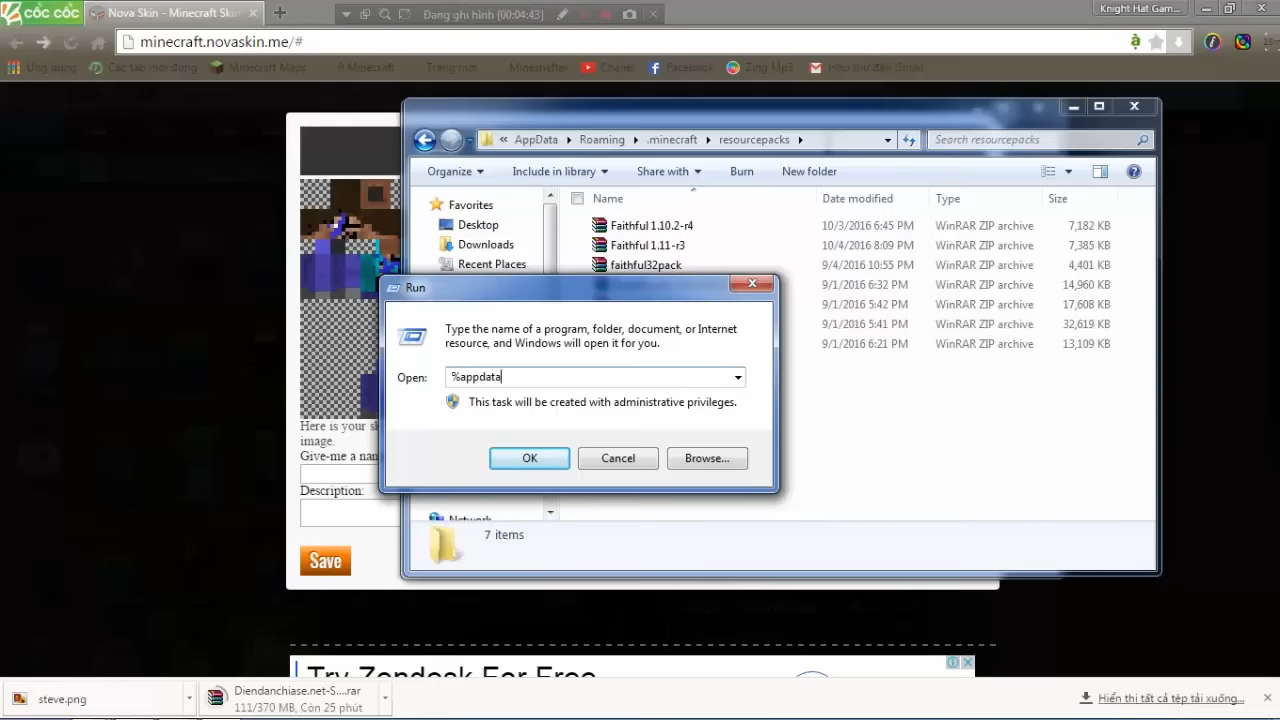 CỐC CỐC
Nova Skin - Minecraft Ski
Đang ghi hình [00:04:43]
Knight Hat Gam...
minecraft.novaskin.me/#
Ứng dụng
Các tab mới đóng
Minecraft Maps
Minecraft
Trang mới
Chanel
Facebook
Zing Mp3
« AppData
Roaming
.minecraft
resourcepacks
Search resourcepacks
Organize
Include in library
Share with
Burn
New folder
Favorites
Desktop
Downloads
Recent Places
Network
Name
Date modified
Type
Size
Faithful 1.10.2-r4 10/3/2016 6:45 PM WinRAR ZIP archive 7,182 KB
Faithful 1.11-r3 10/4/2016 8:09 PM WinRAR ZIP archive 7,385 KB
faithful32pack 9/4/2016 10:55 PM WinRAR ZIP archive 4,401 KB
9/1/2016 6:32 PM WinRAR ZIP archive 14,960 KB
9/1/2016 5:42 PM WinRAR ZIP archive 17,608 KB
9/1/2016 5:41 PM WinRAR ZIP archive 32,619 KB
9/1/2016 6:21 PM WinRAR ZIP archive 13,109 KB
Run
Type the name of a program, folder, document, or Internet
resource, and Windows will open it for you.
Open: %appdata
This task will be created with administrative privileges.
OK
Cancel
Browse...
7 items
Here is your s
image.
Give-me a nan
Description:
Save
Try Zendesk For Free
steve.png
Diendanchiase.net-S....rar
111/370 MB, Còn 25 phút
Hiển thị tất cả tệp tải xuống...